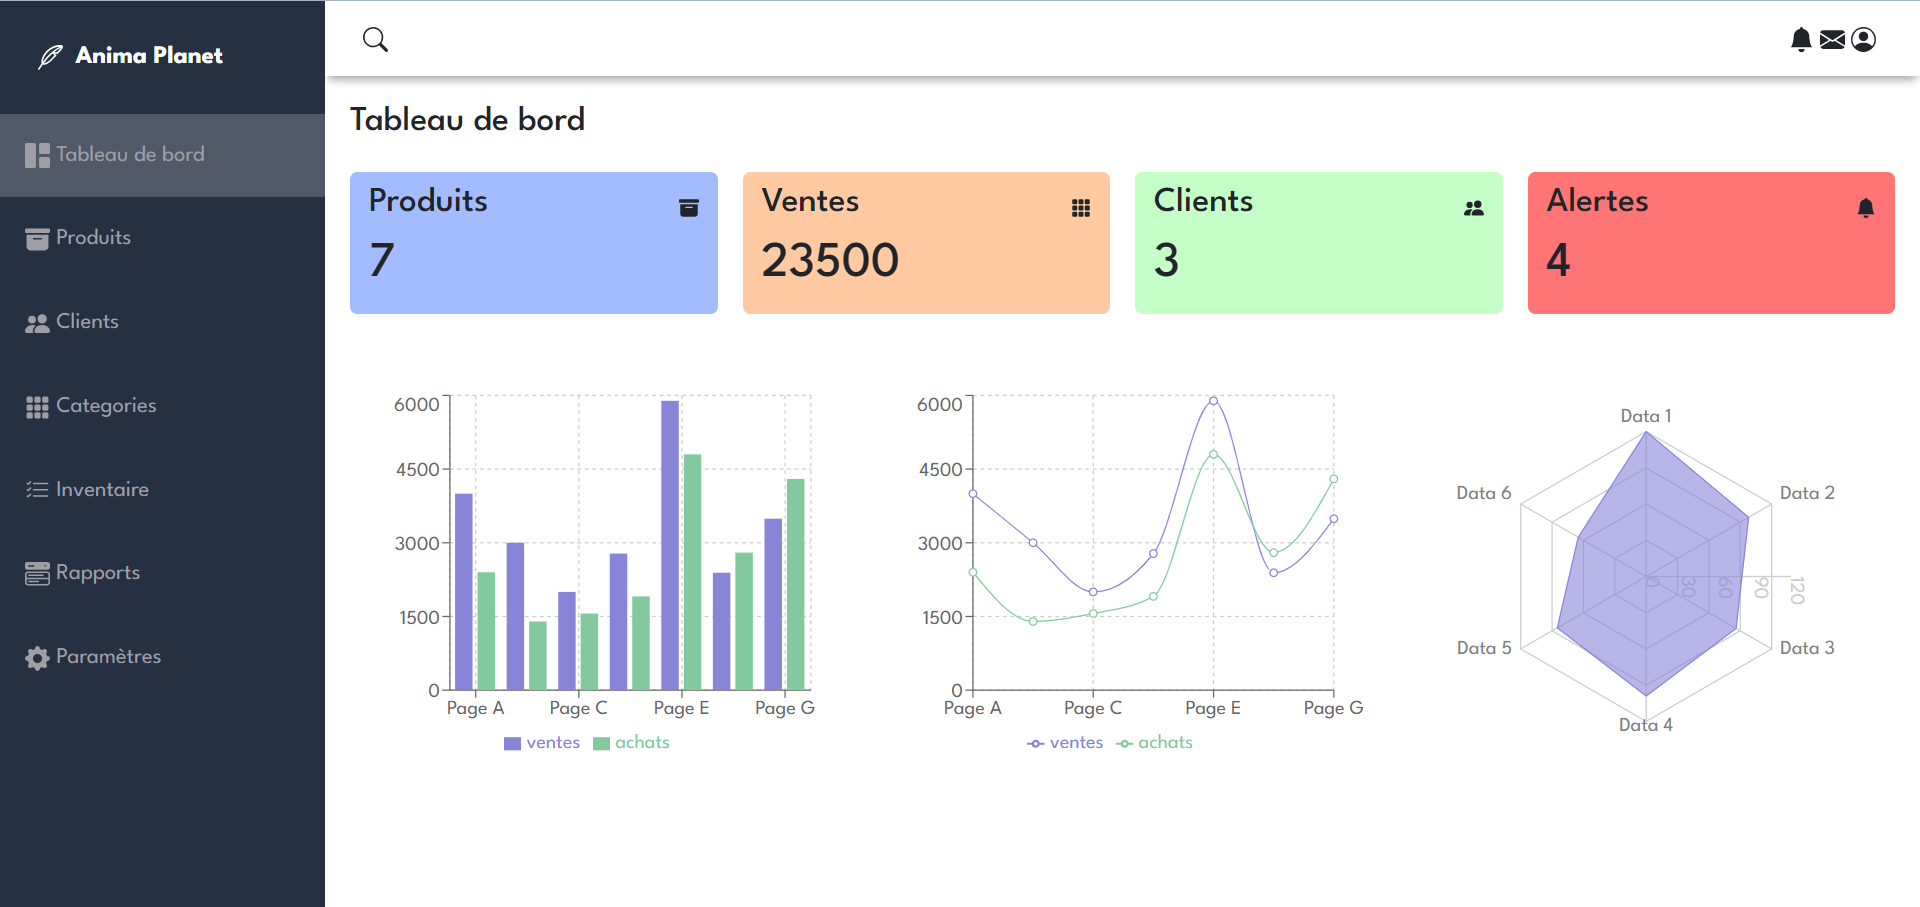 Anima Planet
Tableau de bord
Produits
Clients
Categories
Inventaire
Rapports
Paramètres
Tableau de bord
Produits
7
Ventes
23500
Clients
3
Alertes
4
6000
4500
3000
1500
0
Page A Page C Page E Page G
ventes achats
6000
4500
3000
1500
0
Page A Page C Page E Page G
ventes achats
Data 1
Data 2
Data 3
Data 4
Data 5
Data 6
0 30 60 90 120